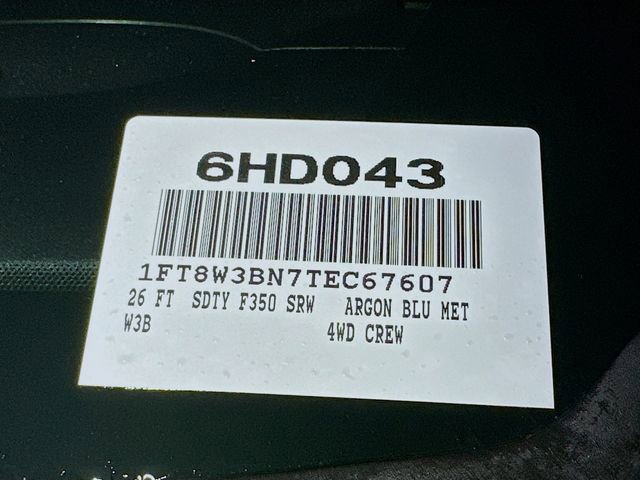 6HD043
1FT8W3BN7TEC67607
26 FT SDTY F350 SRW ARGON BLU MET
W3B 4WD CREW